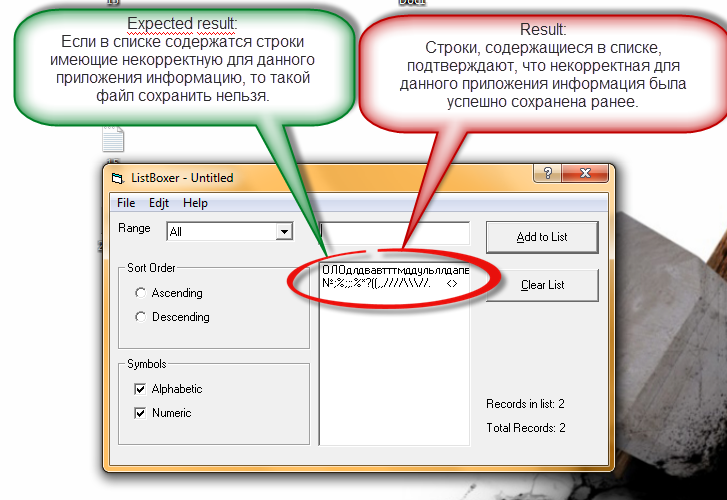 Expected result:
Если в списке содержатся строки
имеющие некорректную для данного
приложения информацию, то такой
файл сохранить нельзя.
Result:
Строки, содержащиеся в списке,
подтверждают, что некорректная для
данного приложения информация была
успешно сохранена ранее.
ListBoxer - Untitled
File Edjt Help
Range
All
Add to List
Sort Order
Ascending
Descending
ОЛОдлдвавтттмддульллдапе
№;%;;:%*?((,,////\\\//. <>
Clear List
Symbols
Alphabetic
Numeric
Records in list: 2
Total Records: 2